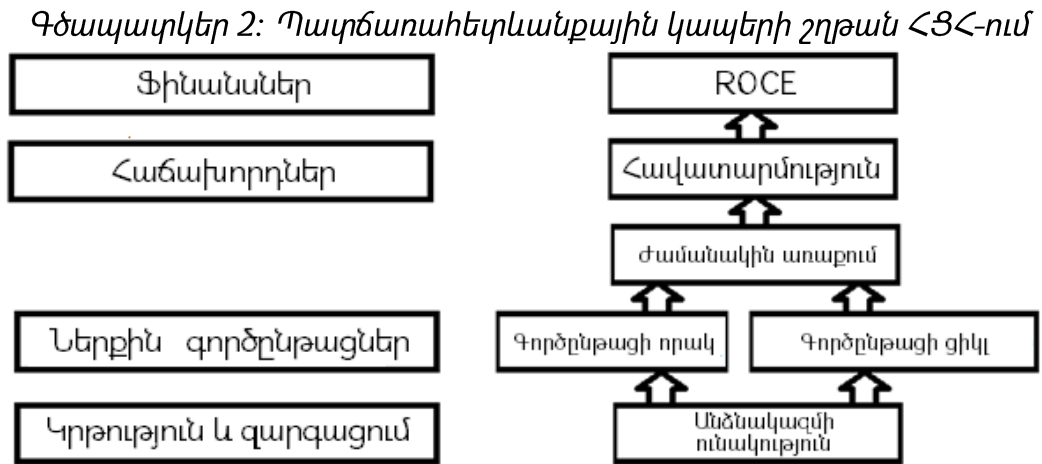 Գծապատկեր 2: Պատճառահետևանքային կապերի շղթան ՀՑՀ-ում
Ֆինանսներ
ROCE
Հաճախորդներ
Հավատարմություն
Ժամանակին առաքում
Ներքին գործընթացներ
Գործընթացի որակ
Գործընթացի ցիկլ
Կրթություն և զարգացում
Անձնակազմի
ունակություն